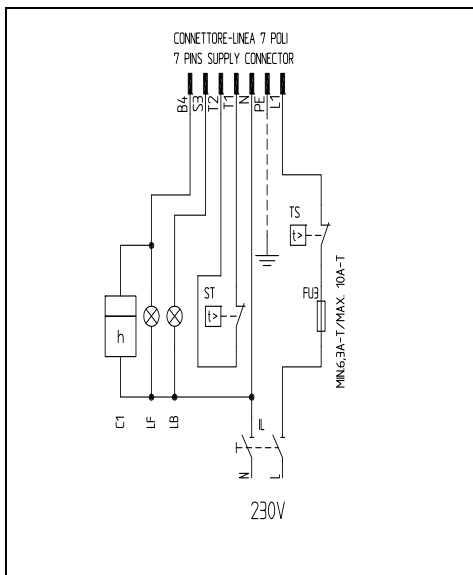 CONNETTORE-LINEA 7 POLI
7 PINS SUPPLY CONNECTOR
B4
S3
T2
T1
N
PE
L1
TS
t>
ST
t>
FU3
MIN.6,3A-T/MAX. 10A-T
h
C1
LF
LB
IL
N
L
230V